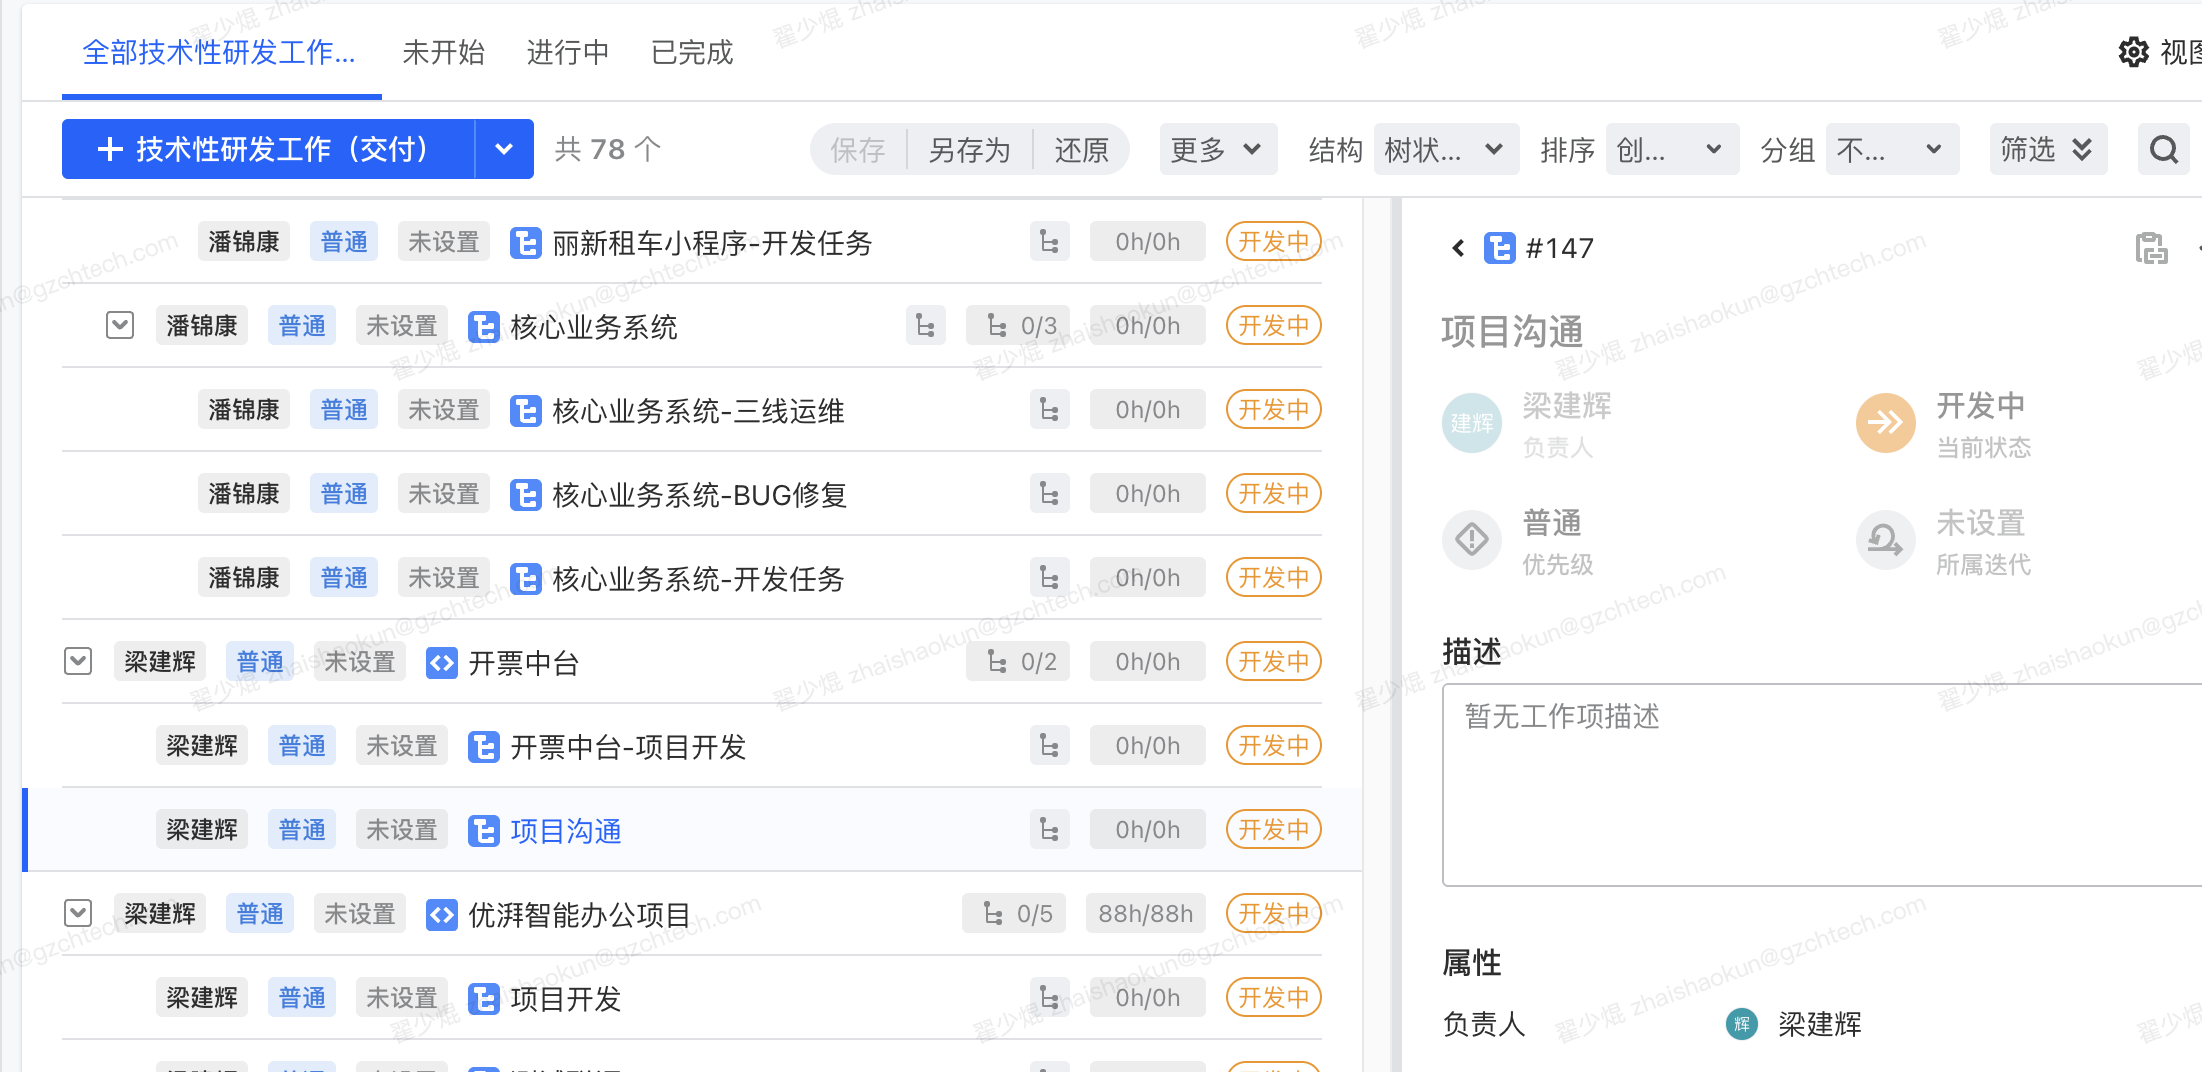 全部技术性研发工作... 未开始 进行中 已完成 视图
技术性研发工作（交付） 共 78 个 保存 另存为 还原 更多 结构 树状... 排序 创... 分组 不... 筛选
潘锦康 普通 未设置 丽新租车小程序-开发任务 0h/0h 开发中
潘锦康 普通 未设置 核心业务系统 0/3 0h/0h 开发中
潘锦康 普通 未设置 核心业务系统-三线运维 0h/0h 开发中
潘锦康 普通 未设置 核心业务系统-BUG修复 0h/0h 开发中
潘锦康 普通 未设置 核心业务系统-开发任务 0h/0h 开发中
梁建辉 普通 未设置 开票中台 0/2 0h/0h 开发中
梁建辉 普通 未设置 开票中台-项目开发 0h/0h 开发中
梁建辉 普通 未设置 项目沟通 0h/0h 开发中
梁建辉 普通 未设置 优湃智能办公项目 0/5 88h/88h 开发中
梁建辉 普通 未设置 项目开发 0h/0h 开发中
#147
项目沟通
建辉 梁建辉
负责人
开发中
当前状态
普通
优先级
未设置
所属迭代
描述
暂无工作项描述
属性
负责人 辉 梁建辉
翟少焜 zhaishaokun@gzchtech.com